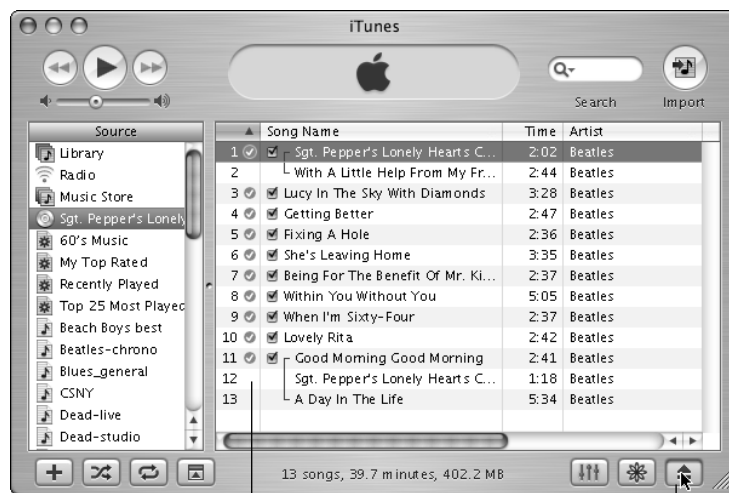 iTunes
Search
Import
Source
Song Name Time Artist
Library
Radio
Music Store
Sgt. Pepper's Lonely
60's Music
My Top Rated
Recently Played
Top 25 Most Played
Beach Boys best
Beatles-chrono
Blues_general
CSNY
Dead-live
Dead-studio
1 Sgt. Pepper's Lonely Hearts C... 2:02 Beatles
2 With A Little Help From My Fr... 2:44 Beatles
3 Lucy In The Sky With Diamonds 3:28 Beatles
4 Getting Better 2:47 Beatles
5 Fixing A Hole 2:36 Beatles
6 She's Leaving Home 3:35 Beatles
7 Being For The Benefit Of Mr. Ki... 2:37 Beatles
8 Within You Without You 5:05 Beatles
9 When I'm Sixty-Four 2:37 Beatles
10 Lovely Rita 2:42 Beatles
11 Good Morning Good Morning 2:41 Beatles
12 Sgt. Pepper's Lonely Hearts C... 1:18 Beatles
13 A Day In The Life 5:34 Beatles
13 songs, 39.7 minutes, 402.2 MB